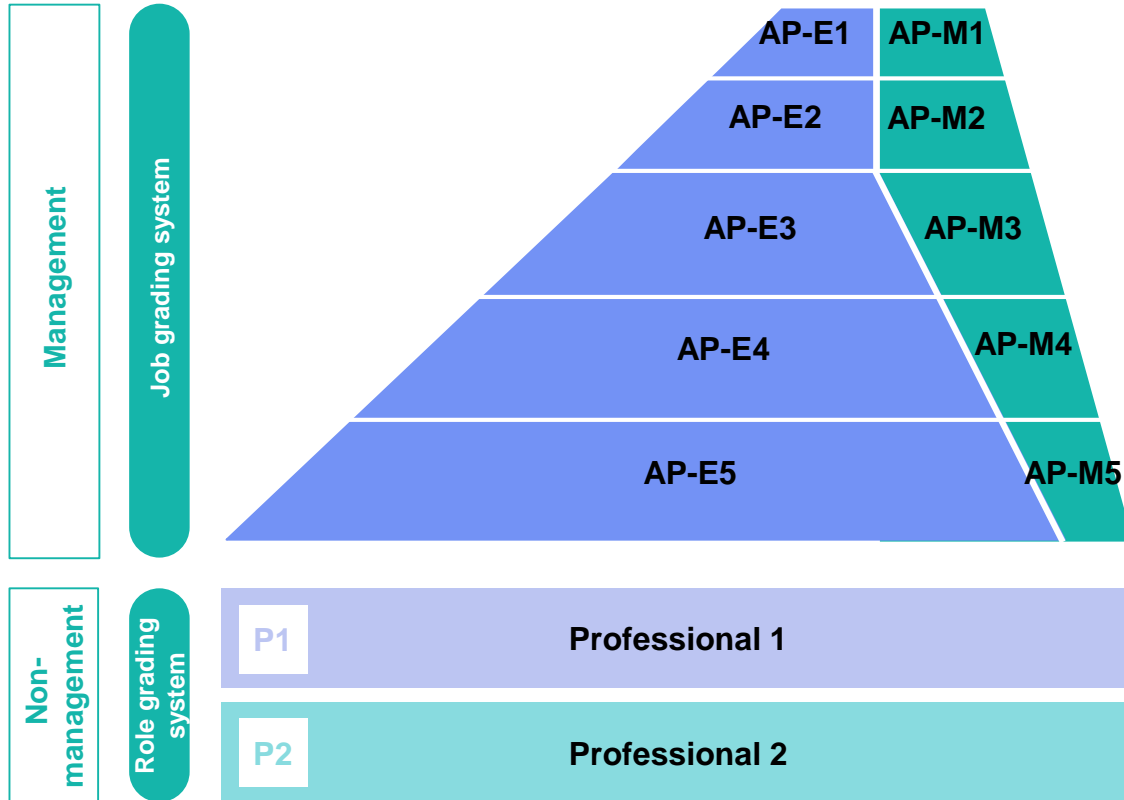 Management
Job grading system
AP-E1
AP-M1
AP-E2
AP-M2
AP-E3
AP-M3
AP-E4
AP-M4
AP-E5
AP-M5
Non-
management
Role grading
system
P1
Professional 1
P2
Professional 2